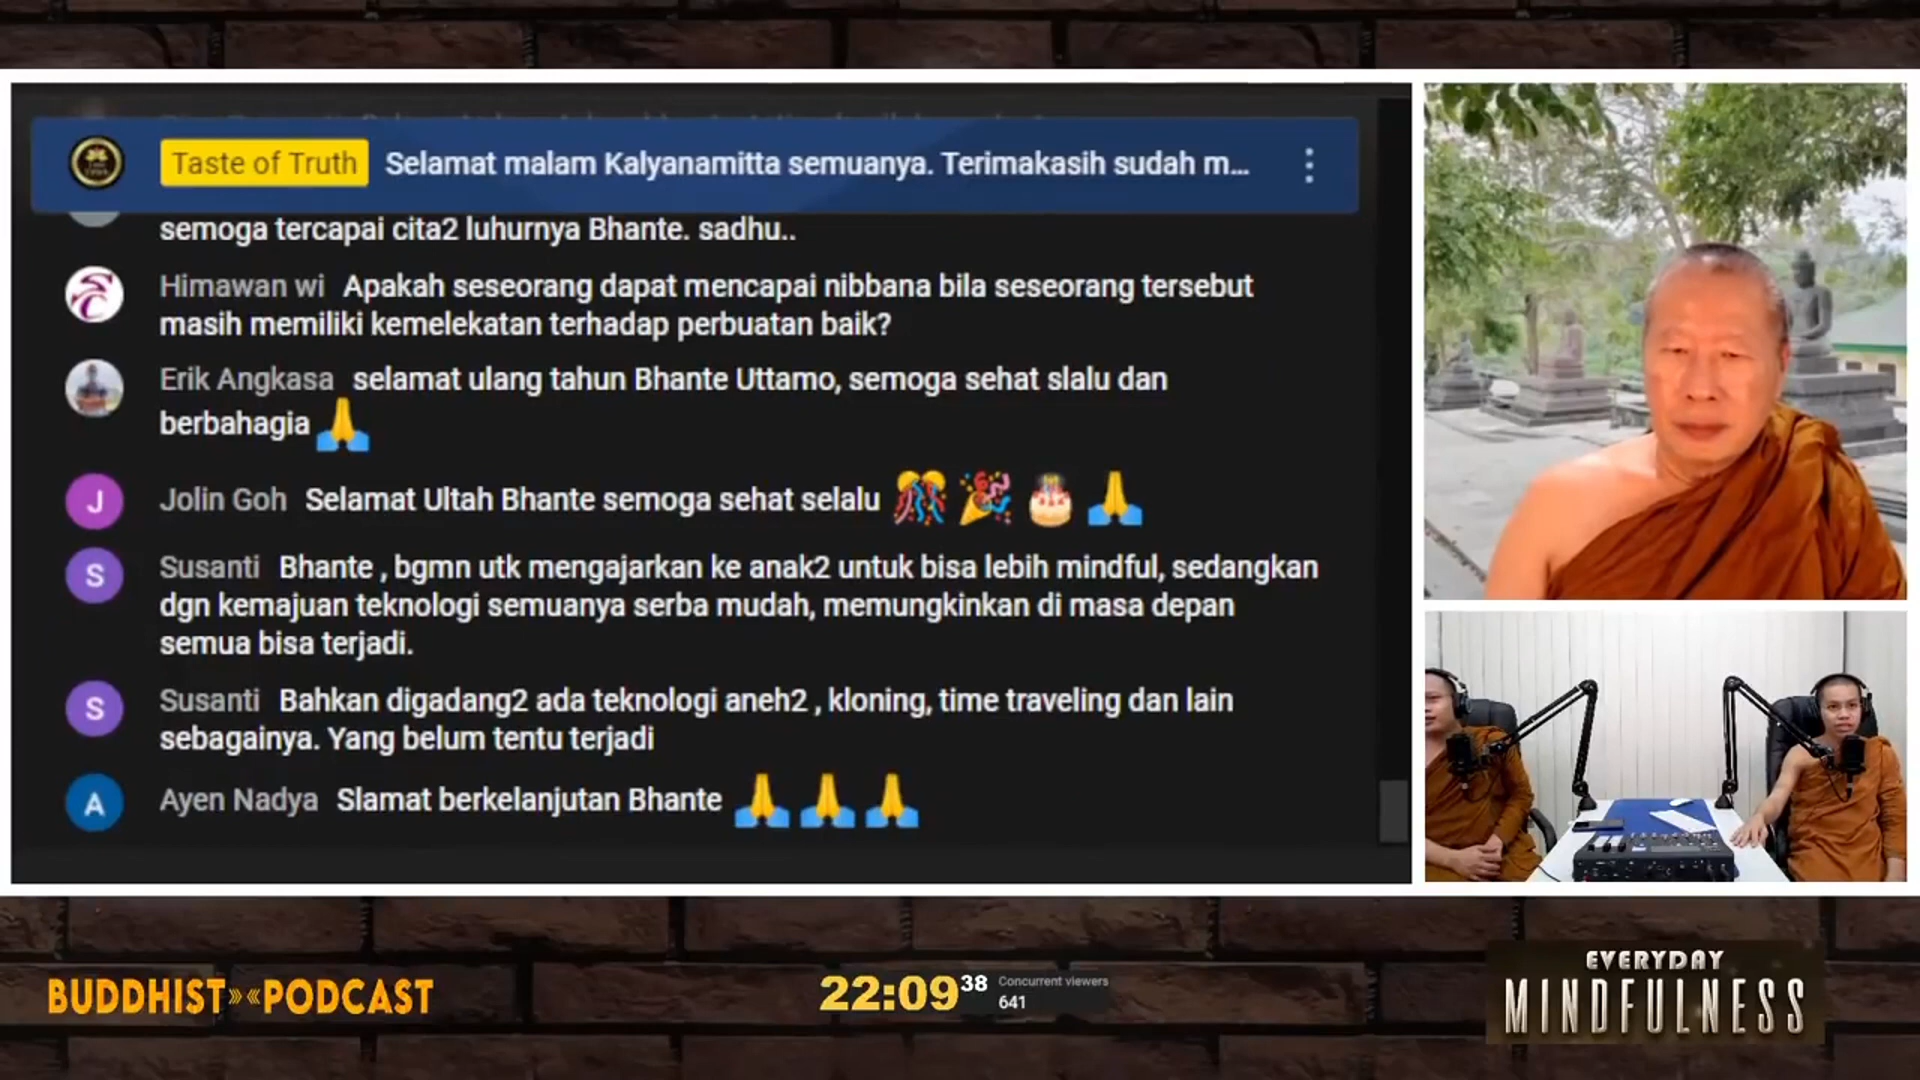 Taste of Truth Selamat malam Kalyanamitta semuanya. Terimakasih sudah m...
semoga tercapai cita2 luhurnya Bhante. sadhu..
Himawan wi Apakah seseorang dapat mencapai nibbana bila seseorang tersebut
masih memiliki kemelekatan terhadap perbuatan baik?
Erik Angkasa selamat ulang tahun Bhante Uttamo, semoga sehat slalu dan
berbahagia 🙏
J
Jolin Goh Selamat Ultah Bhante semoga sehat selalu 🎊 🎉 🎂 🙏
S
Susanti Bhante , bgmn utk mengajarkan ke anak2 untuk bisa lebih mindful, sedangkan
dgn kemajuan teknologi semuanya serba mudah, memungkinkan di masa depan
semua bisa terjadi.
S
Susanti Bahkan digadang2 ada teknologi aneh2 , kloning, time traveling dan lain
sebagainya. Yang belum tentu terjadi
A
Ayen Nadya Slamat berkelanjutan Bhante 🙏 🙏 🙏
BUDDHIST»«PODCAST
22:09 38
Concurrent viewers
641
EVERYDAY
MINDFULNESS